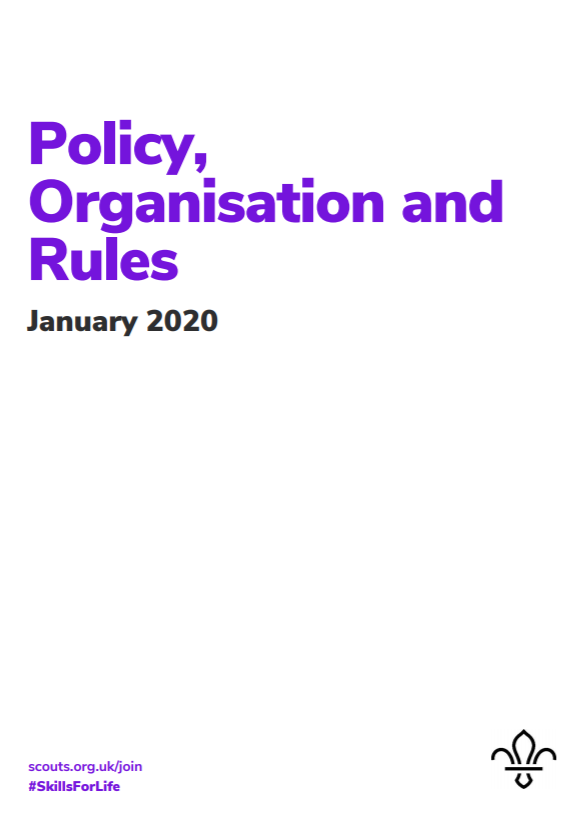 Policy,
Organisation and
Rules
January 2020
scouts.org.uk/join
#SkillsForLife